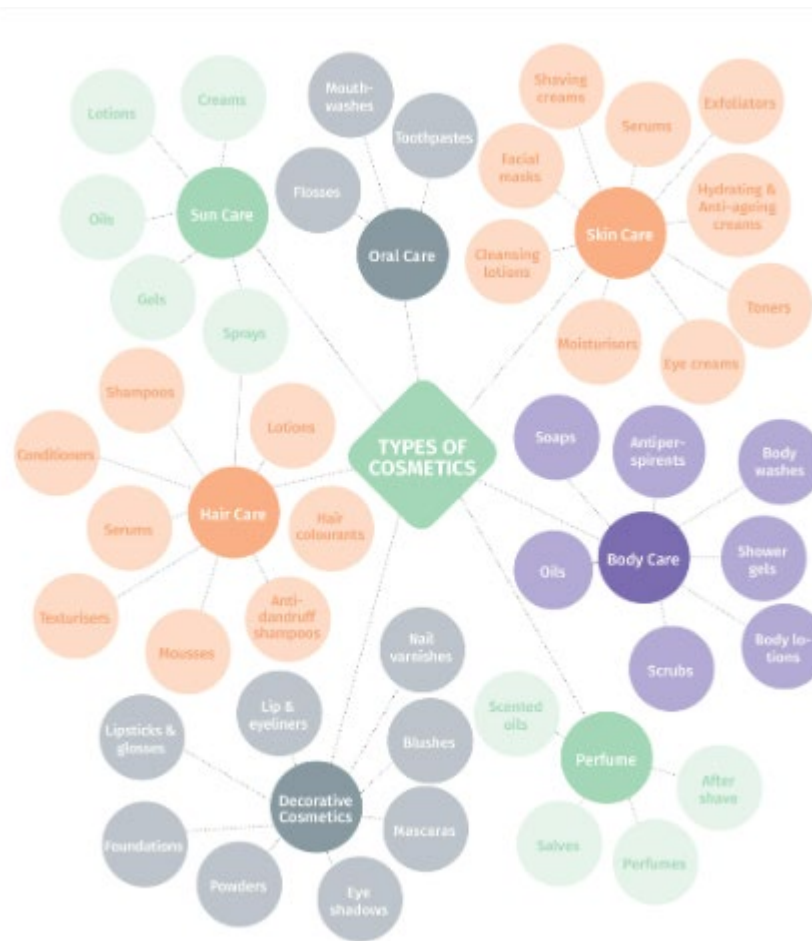 Lotions
Creams
Oils
Gels
Sprays
Sun Care
Mouth-
washes
Toothpastes
Flosses
Oral Care
Shaving
creams
Serums
Exfoliators
Facial
masks
Hydrating &
Anti-ageing
creams
Cleansing
lotions
Toners
Moisturisers
Eye creams
Skin Care
TYPES OF
COSMETICS
Shampoos
Lotions
Conditioners
Serums
Hair
colourants
Texturisers
Anti-
dandruff
shampoos
Mousses
Hair Care
Soaps
Antiper-
spirents
Body
washes
Oils
Shower
gels
Scrubs
Body lo-
tions
Body Care
Nail
varnishes
Lip &
eyeliners
Lipsticks &
glosses
Blushes
Foundations
Mascaras
Powders
Eye
shadows
Decorative
Cosmetics
Scented
oils
Perfume
After
shave
Salves
Perfumes